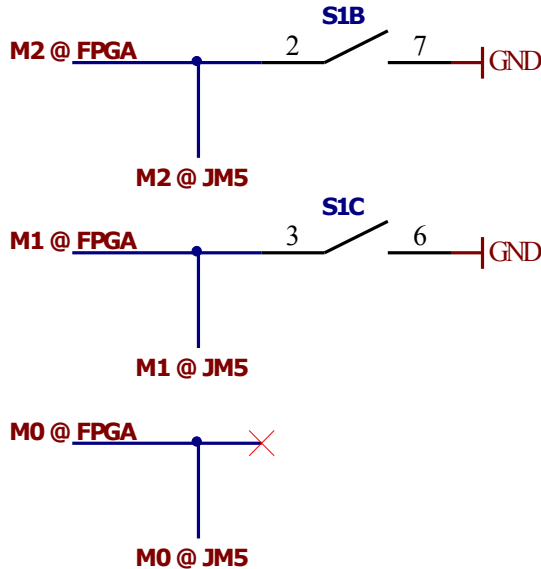 S1B
M2 @ FPGA 2 7 GND
M2 @ JM5
S1C
M1 @ FPGA 3 6 GND
M1 @ JM5
M0 @ FPGA
M0 @ JM5